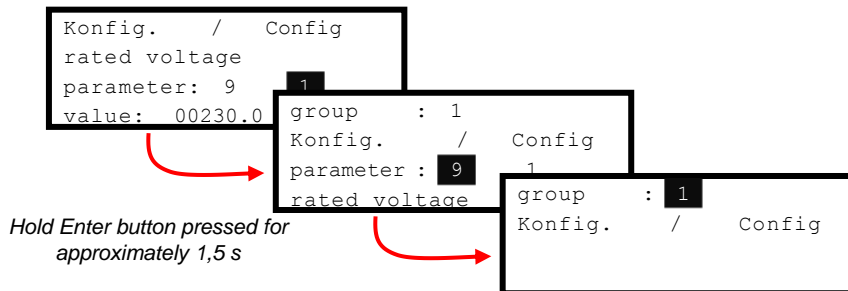 Konfig. / Config
rated voltage
parameter: 9 1
value: 00230.0
group : 1
Konfig. / Config
parameter : 9 1
rated voltage
group : 1
Konfig. / Config
Hold Enter button pressed for
approximately 1,5 s